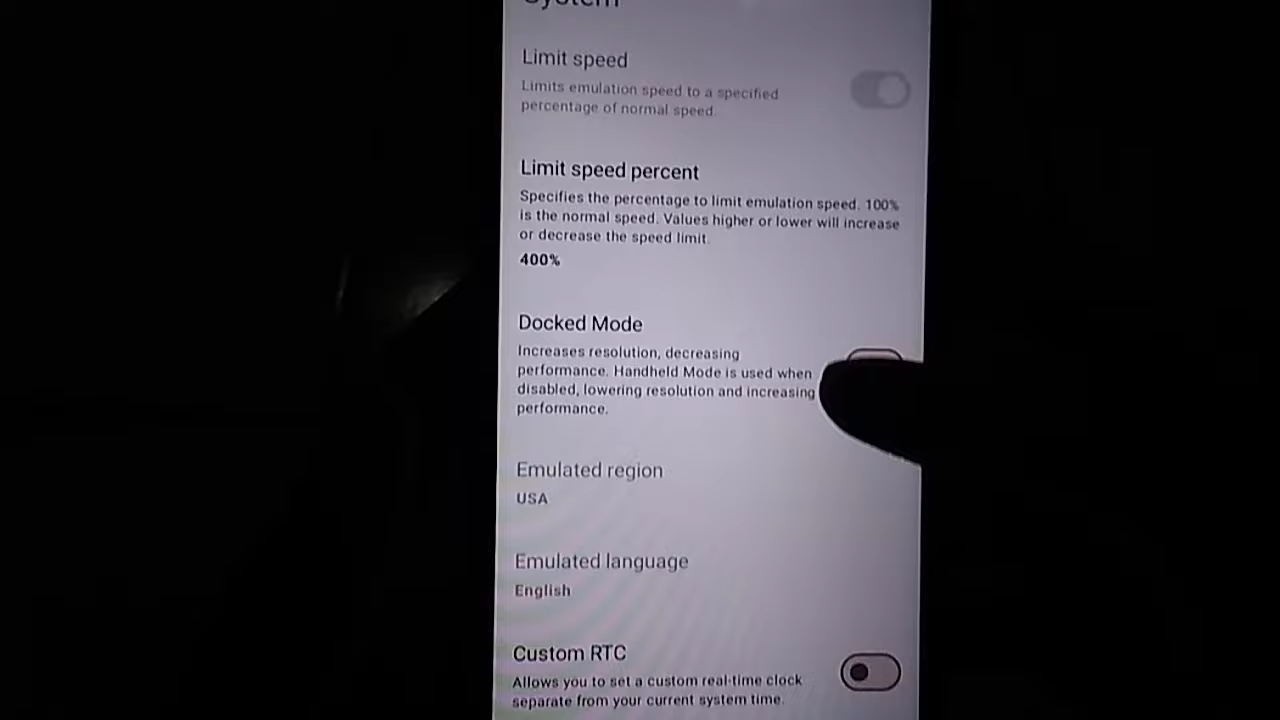 System
Limit speed
Limits emulation speed to a specified
percentage of normal speed.
Limit speed percent
Specifies the percentage to limit emulation speed. 100%
is the normal speed. Values higher or lower will increase
or decrease the speed limit.
400%
Docked Mode
Increases resolution, decreasing
performance. Handheld Mode is used when
disabled, lowering resolution and increasing
performance.
Emulated region
USA
Emulated language
English
Custom RTC
Allows you to set a custom real-time clock
separate from your current system time.